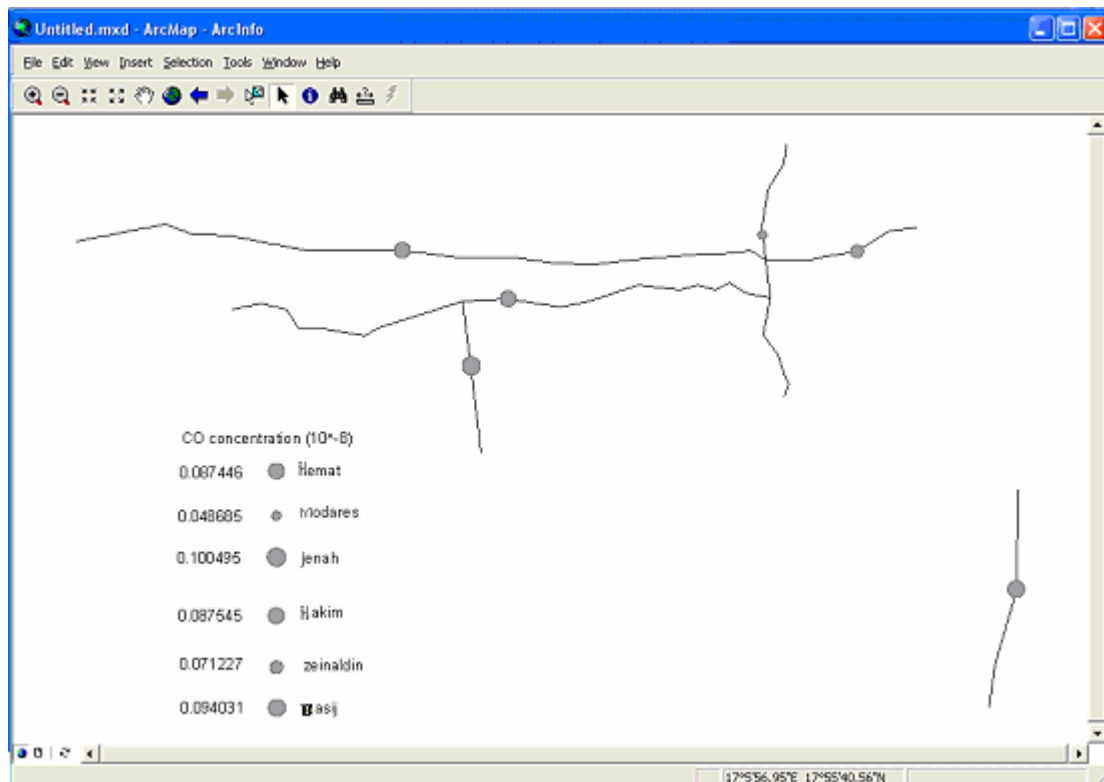 Untitled.mxd - ArcMap - ArcInfo
File Edit View Insert Selection Tools Window Help
CO concentration (10^-8)
0.087446 Hemat
0.048685 Modares
0.100495 jenah
0.087545 Hakim
0.071227 zeinaldin
0.094031 Basij
17°5'56.95"E 17°55'40.56"N